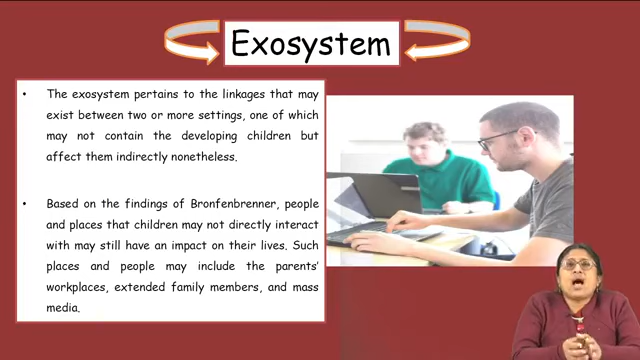 Exosystem
• The exosystem pertains to the linkages that may
exist between two or more settings, one of which
may not contain the developing children but
affect them indirectly nonetheless.
• Based on the findings of Bronfenbrenner, people
and places that children may not directly interact
with may still have an impact on their lives. Such
places and people may include the parents'
workplaces, extended family members, and mass
media.